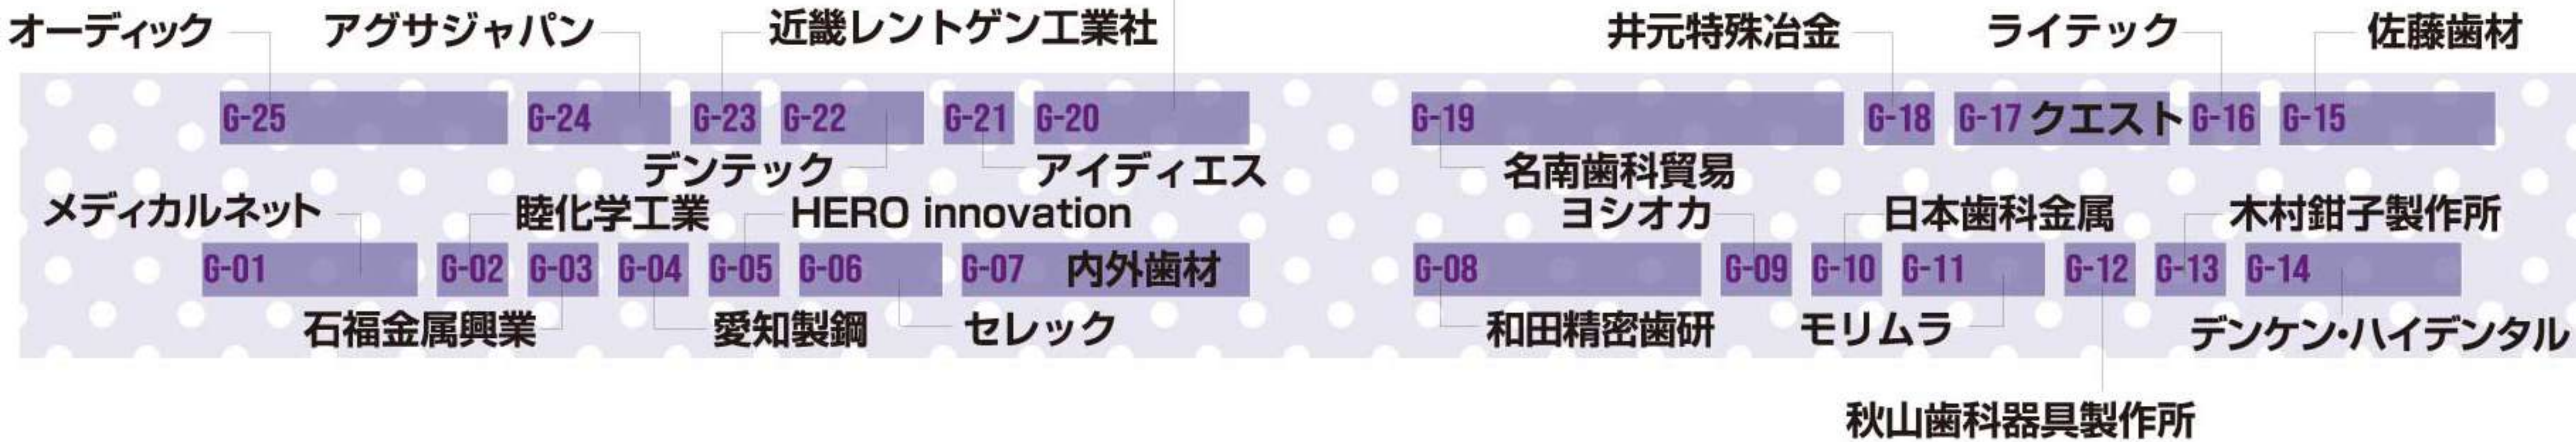 オーディック アグサジャパン 近畿レントゲン工業社 井元特殊冶金 ライテック 佐藤歯材
G-25 G-24 G-23 G-22 G-21 G-20 G-19 G-18 G-17 クエスト G-16 G-15
デンテック アイディエス 名南歯科貿易
メディカルネット 睦化学工業 HERO innovation ヨシオカ 日本歯科金属 木村鉗子製作所
G-01 G-02 G-03 G-04 G-05 G-06 G-07 内外歯材 G-08 G-09 G-10 G-11 G-12 G-13 G-14
石福金属興業 愛知製鋼 セレック 和田精密歯研 モリムラ デンケン・ハイデンタル
秋山歯科器具製作所